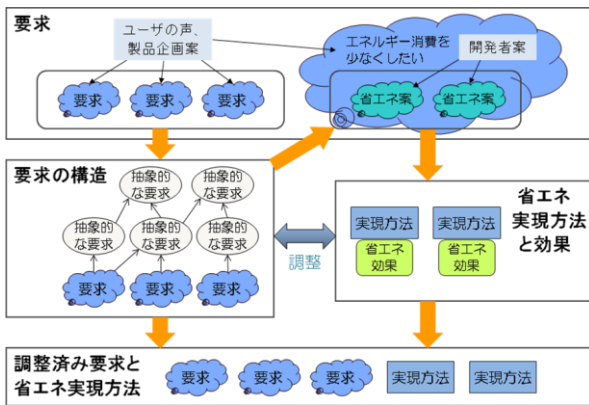 要求
ユーザの声、
製品企画案
エネルギー消費を
少なくしたい
開発者案
要求
要求
要求
省エネ案
省エネ案
要求の構造
抽象的
な要求
抽象的
な要求
抽象的
な要求
抽象的
な要求
抽象的
な要求
要求
要求
要求
調整
省エネ
実現方法
と効果
実現方法
実現方法
省エネ
効果
省エネ
効果
調整済み要求と
省エネ実現方法
要求
要求
要求
実現方法
実現方法